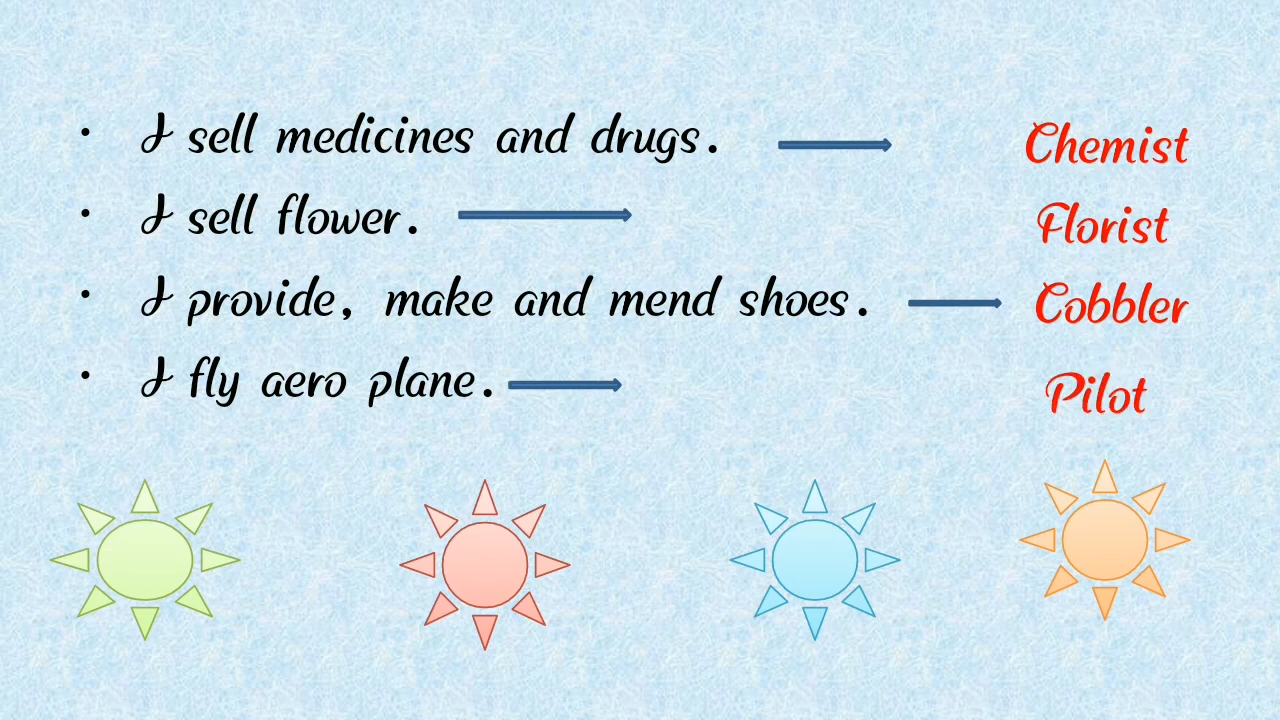 • I sell medicines and drugs. Chemist
• I sell flower. Florist
• I provide, make and mend shoes. Cobbler
• I fly aero plane. Pilot